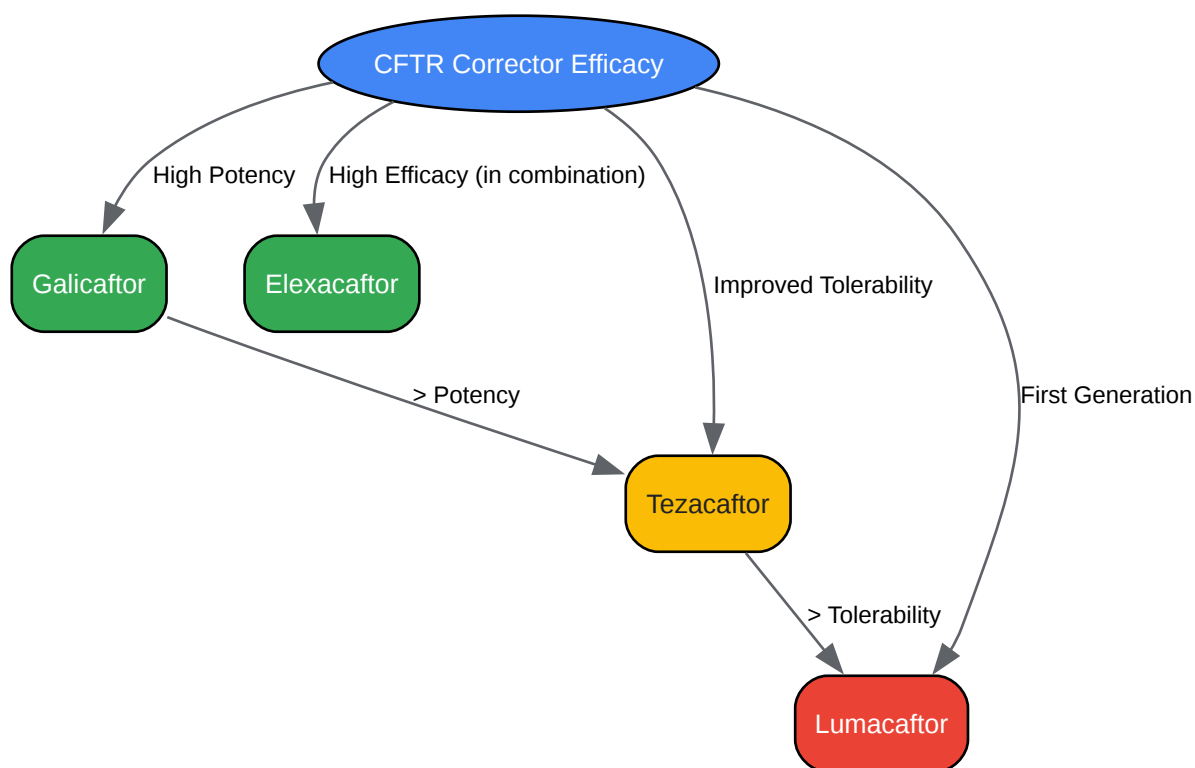 CFTR Corrector Efficacy
High Potency
High Efficacy (in combination)
Galicaftor
Elexacaftor
Improved Tolerability
> Potency
First Generation
Tezacaftor
> Tolerability
Lumacaftor